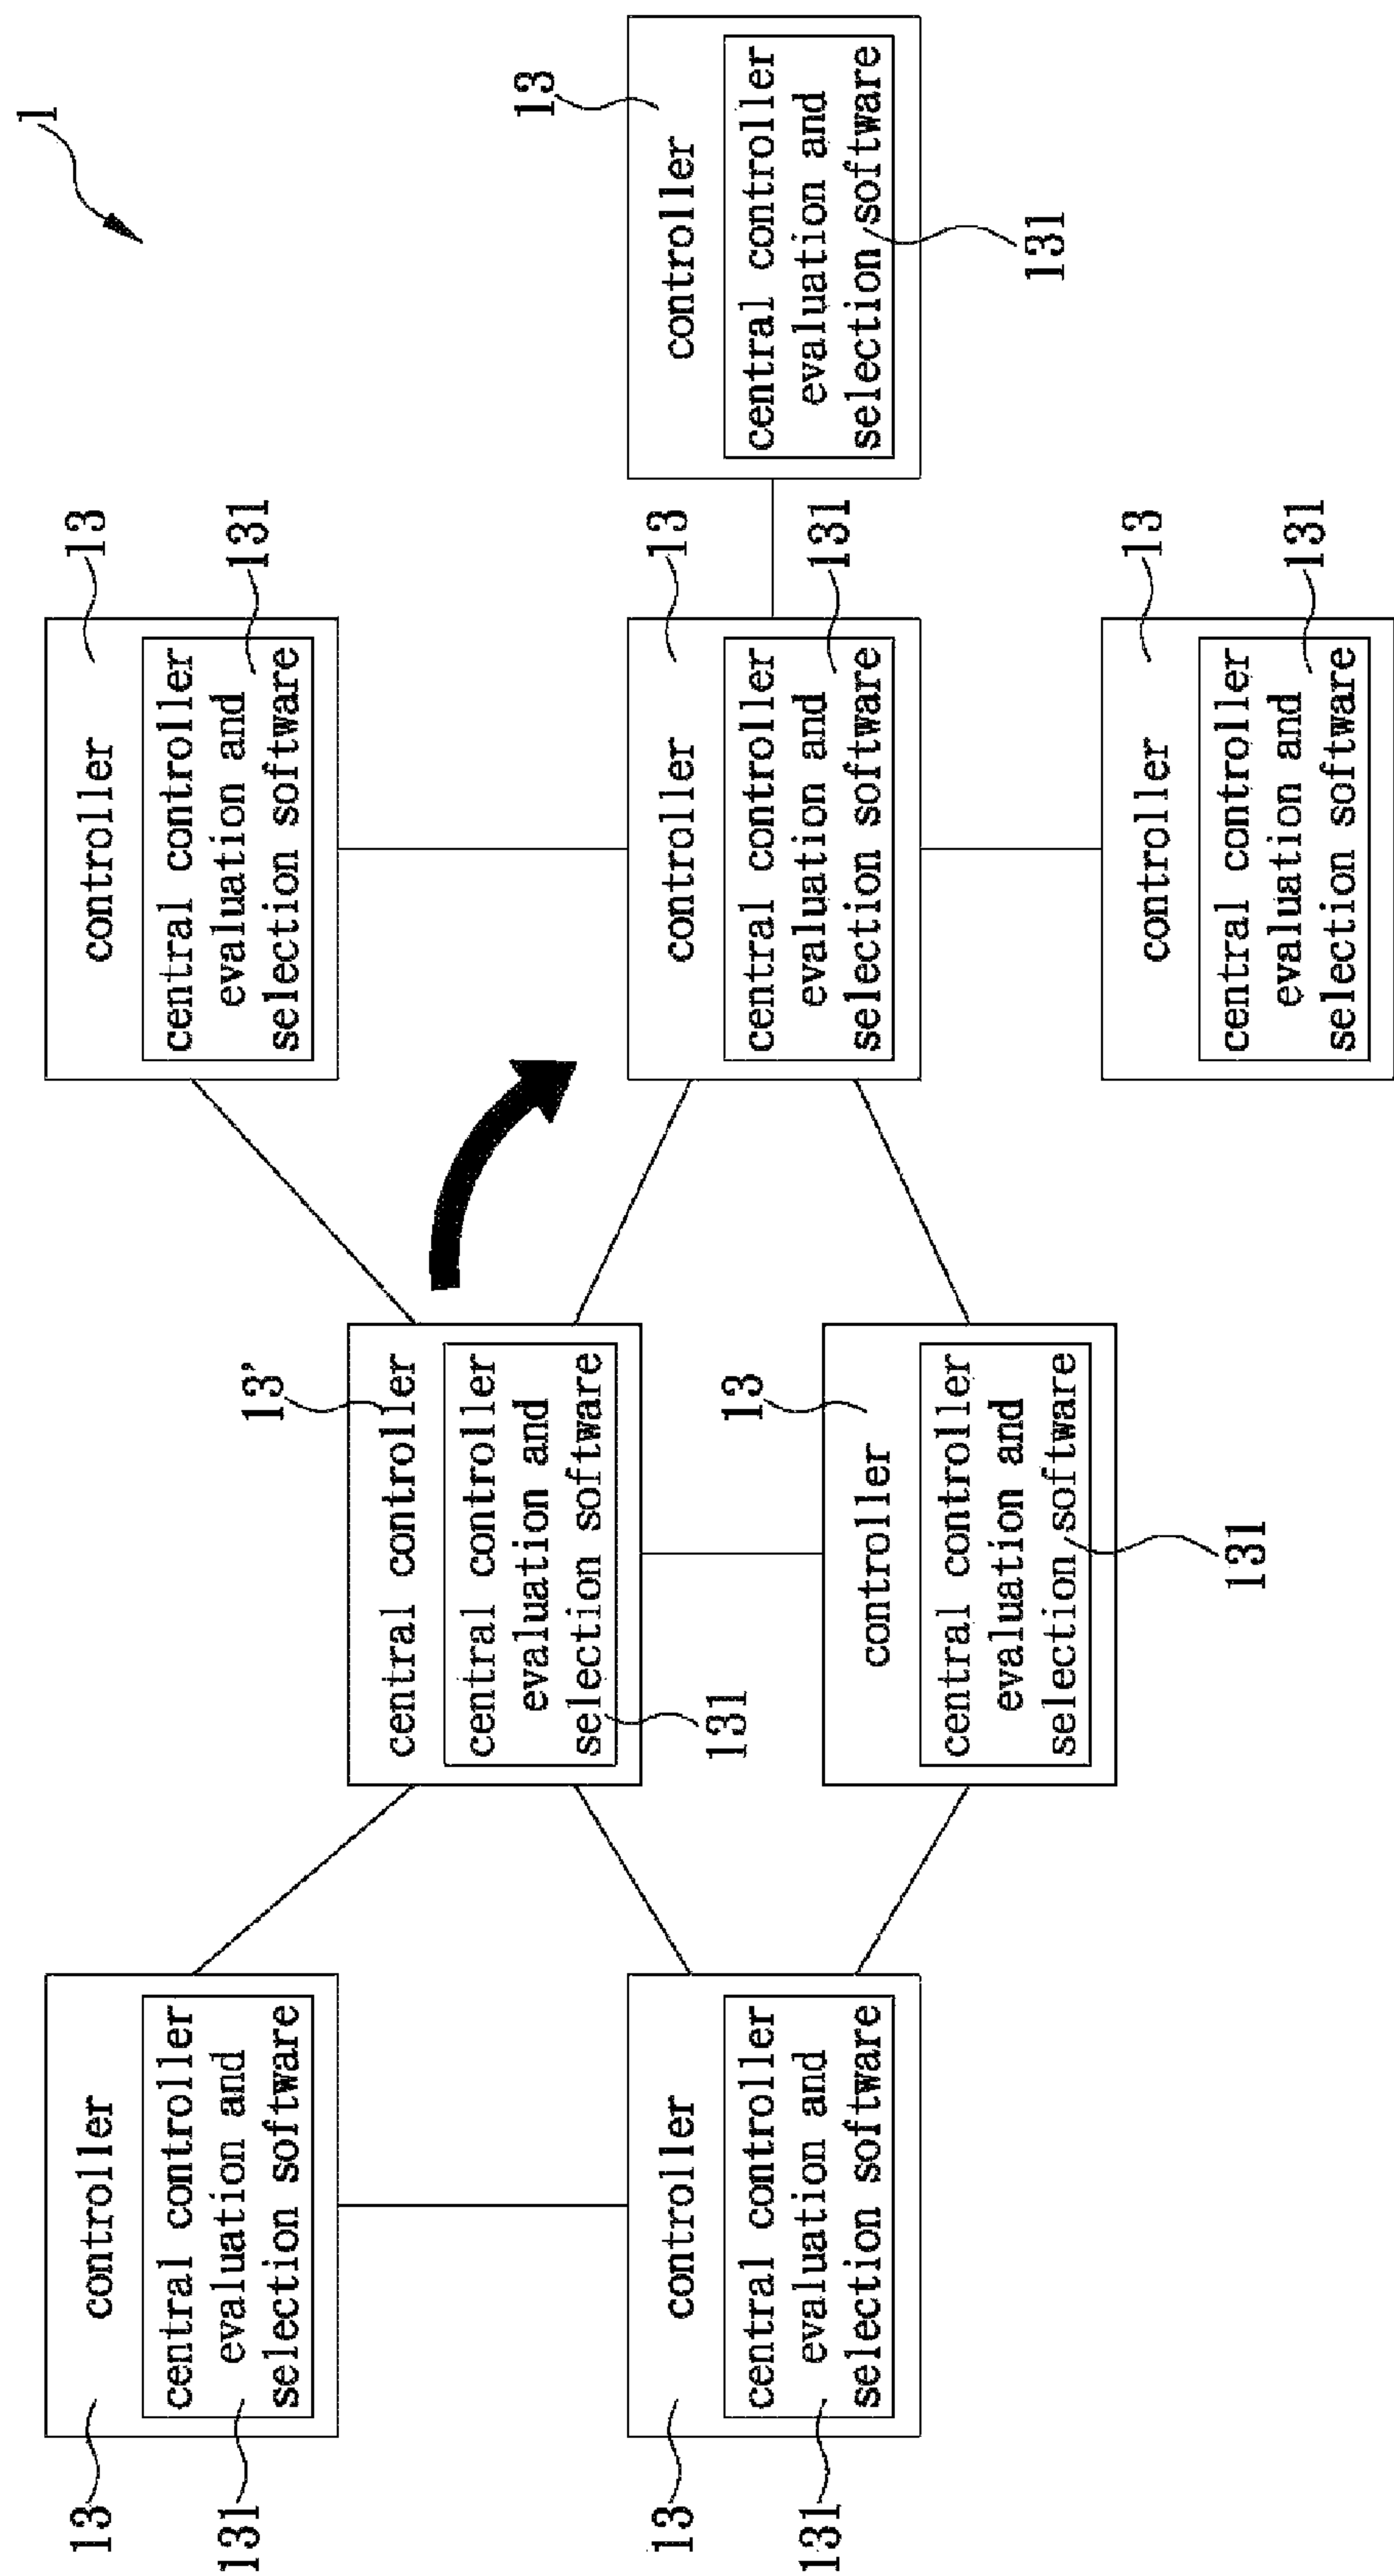 1
13
controller
131
central controller
evaluation and
selection software
13
controller
131
central controller
evaluation and
selection software
13'
central controller
131
central controller
evaluation and
selection software
13
controller
131
central controller
evaluation and
selection software
13
controller
131
central controller
evaluation and
selection software
13
controller
131
central controller
evaluation and
selection software
13
controller
131
central controller
evaluation and
selection software
13
controller
131
central controller
evaluation and
selection software